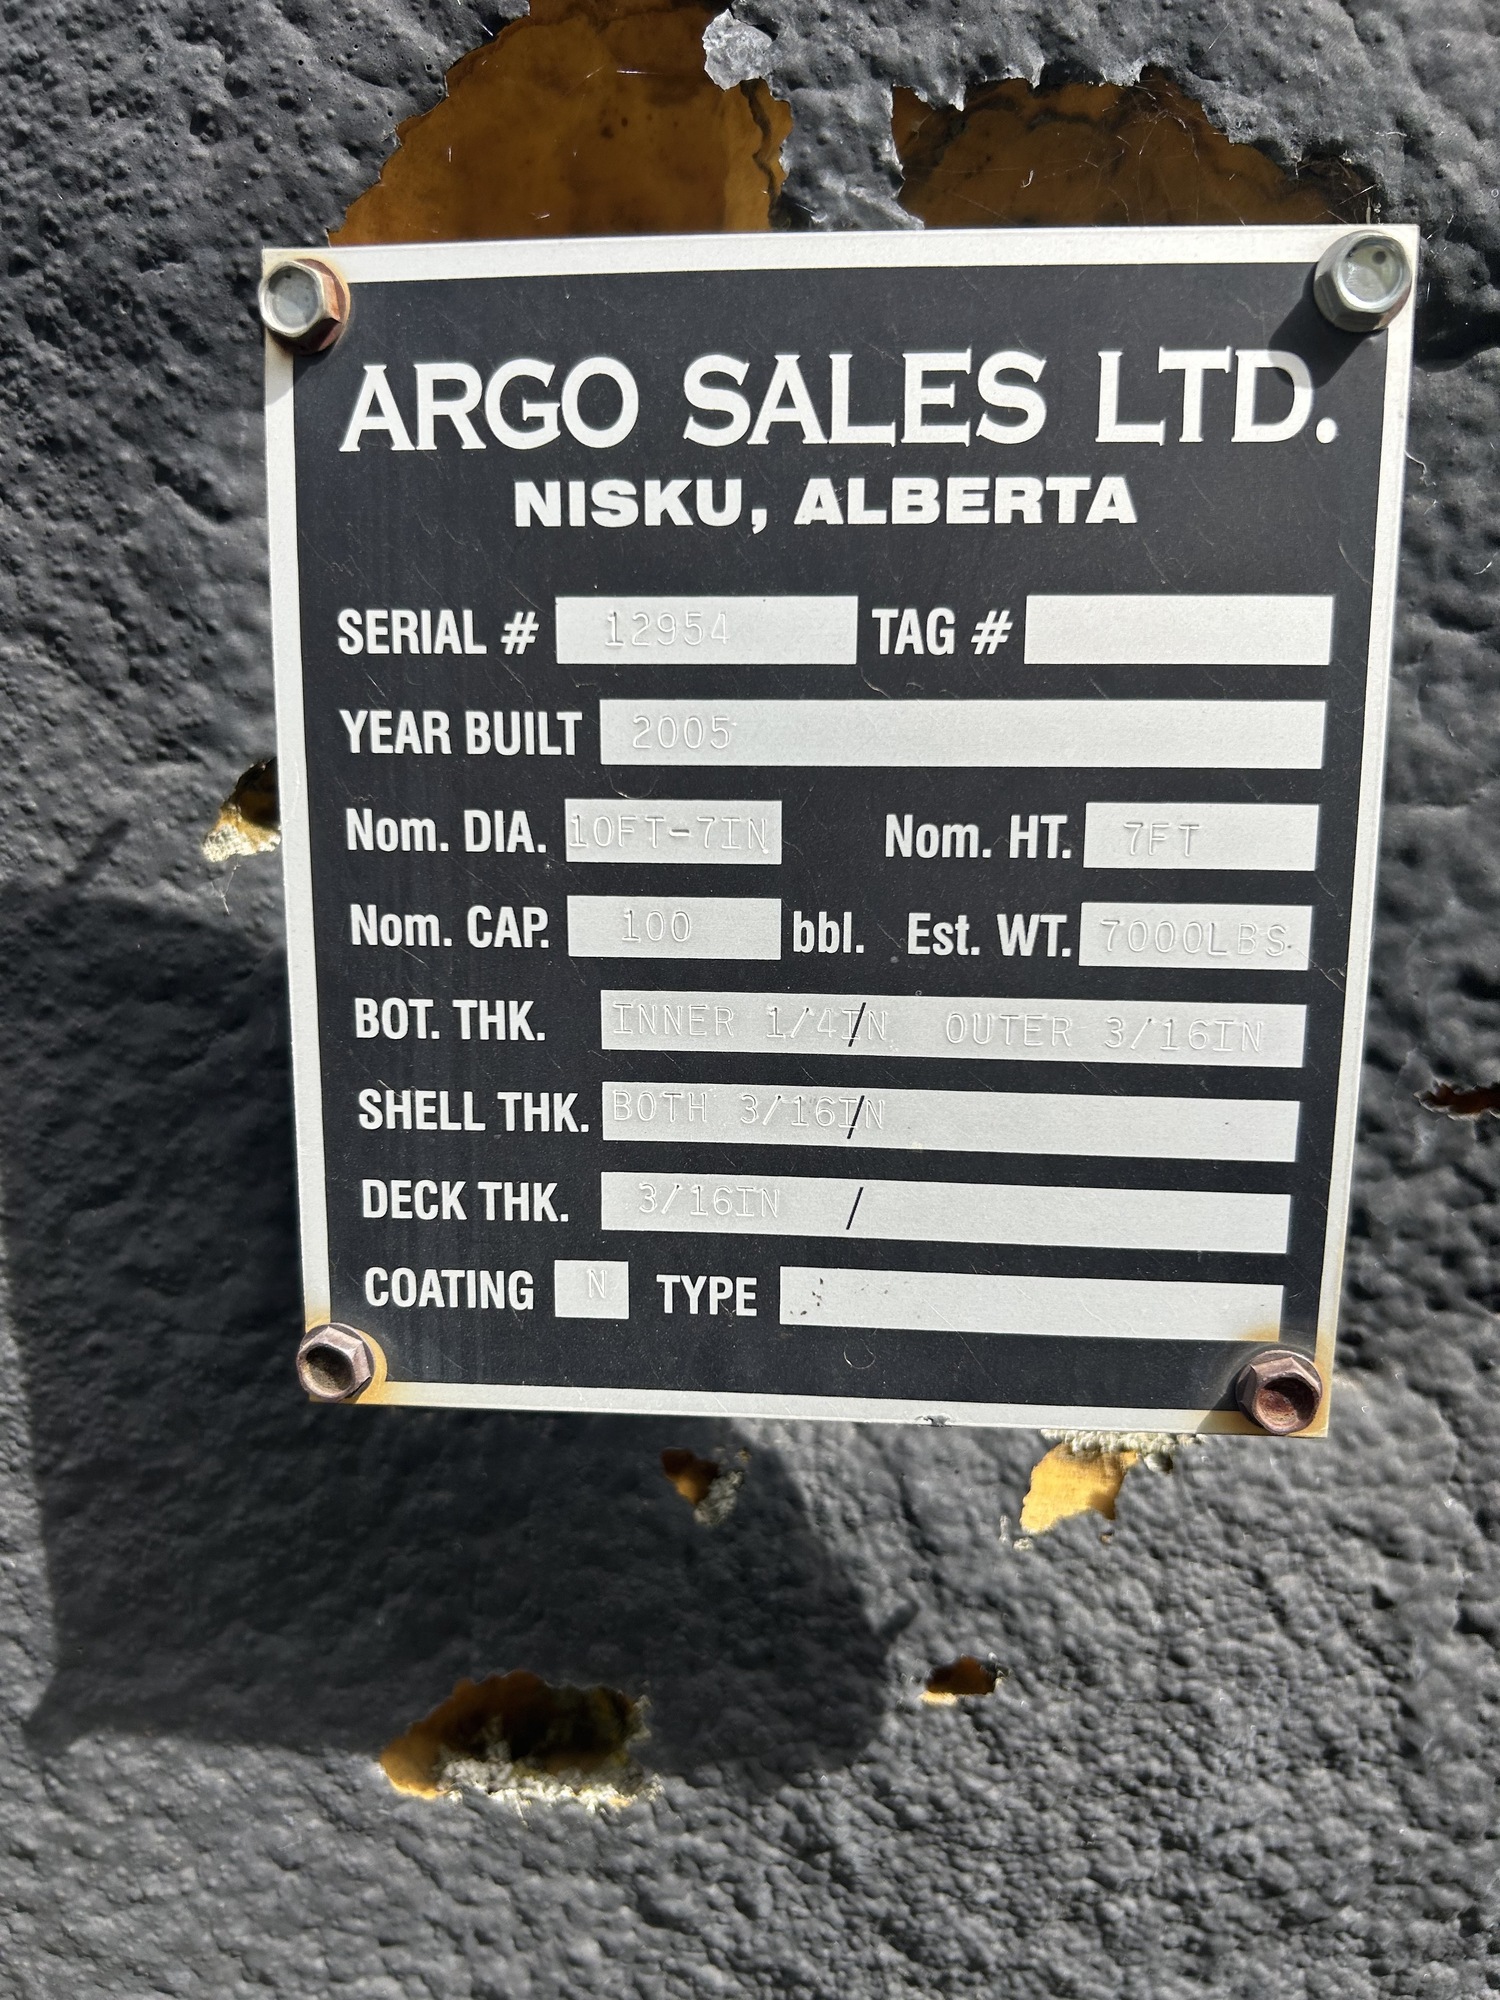 ARGO SALES LTD.
NISKU, ALBERTA
SERIAL # 12954 TAG #
YEAR BUILT 2005
Nom. DIA. 10FT-7IN Nom. HT. 7FT
Nom. CAP. 100 bbl. Est. WT. 7000LBS
BOT. THK. INNER 1/4IN / OUTER 3/16IN
SHELL THK. BOTH 3/16IN /
DECK THK. 3/16IN /
COATING N TYPE